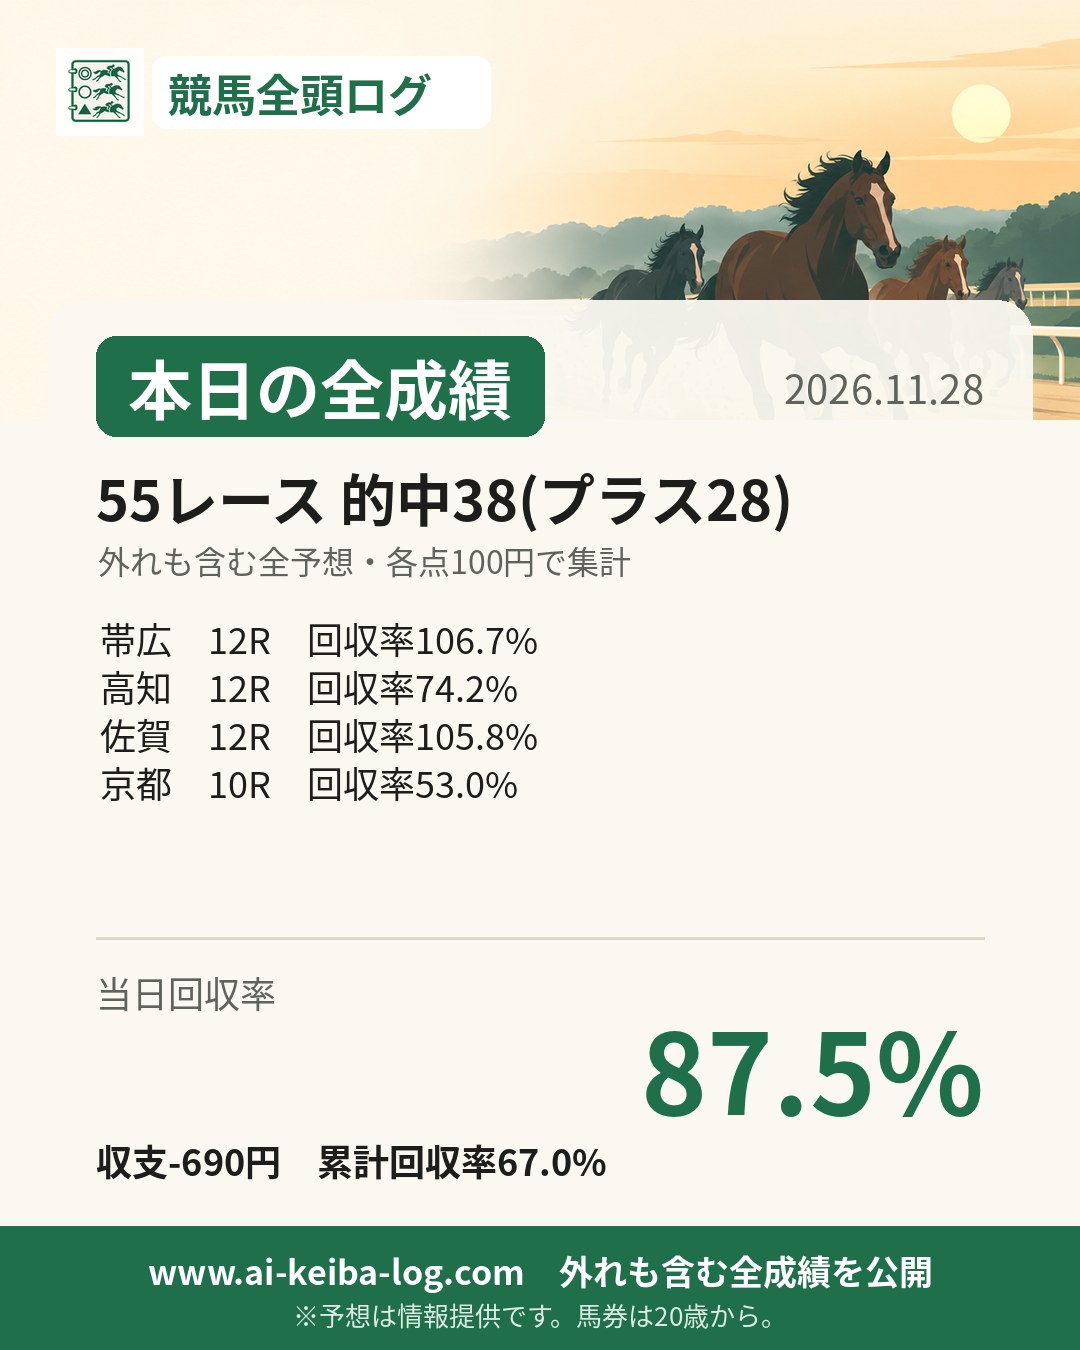 競馬全頭ログ
本日の全成績
2026.11.28
55レース 的中38(プラス28)
外れも含む全予想・各点100円で集計
帯広　12R　回収率106.7%
高知　12R　回収率74.2%
佐賀　12R　回収率105.8%
京都　10R　回収率53.0%
当日回収率
87.5%
収支-690円　累計回収率67.0%
www.ai-keiba-log.com　外れも含む全成績を公開
※予想は情報提供です。馬券は20歳から。